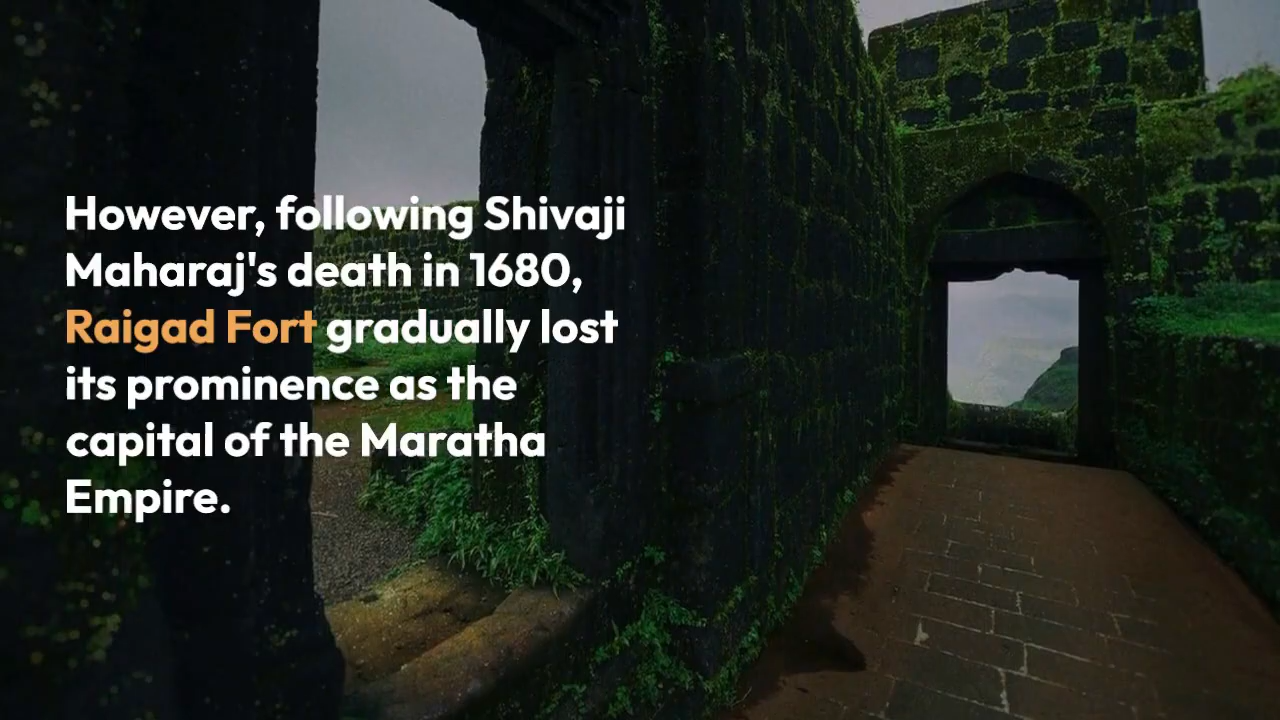 However, following Shivaji
Maharaj's death in 1680,
Raigad Fort gradually lost
its prominence as the
capital of the Maratha
Empire.